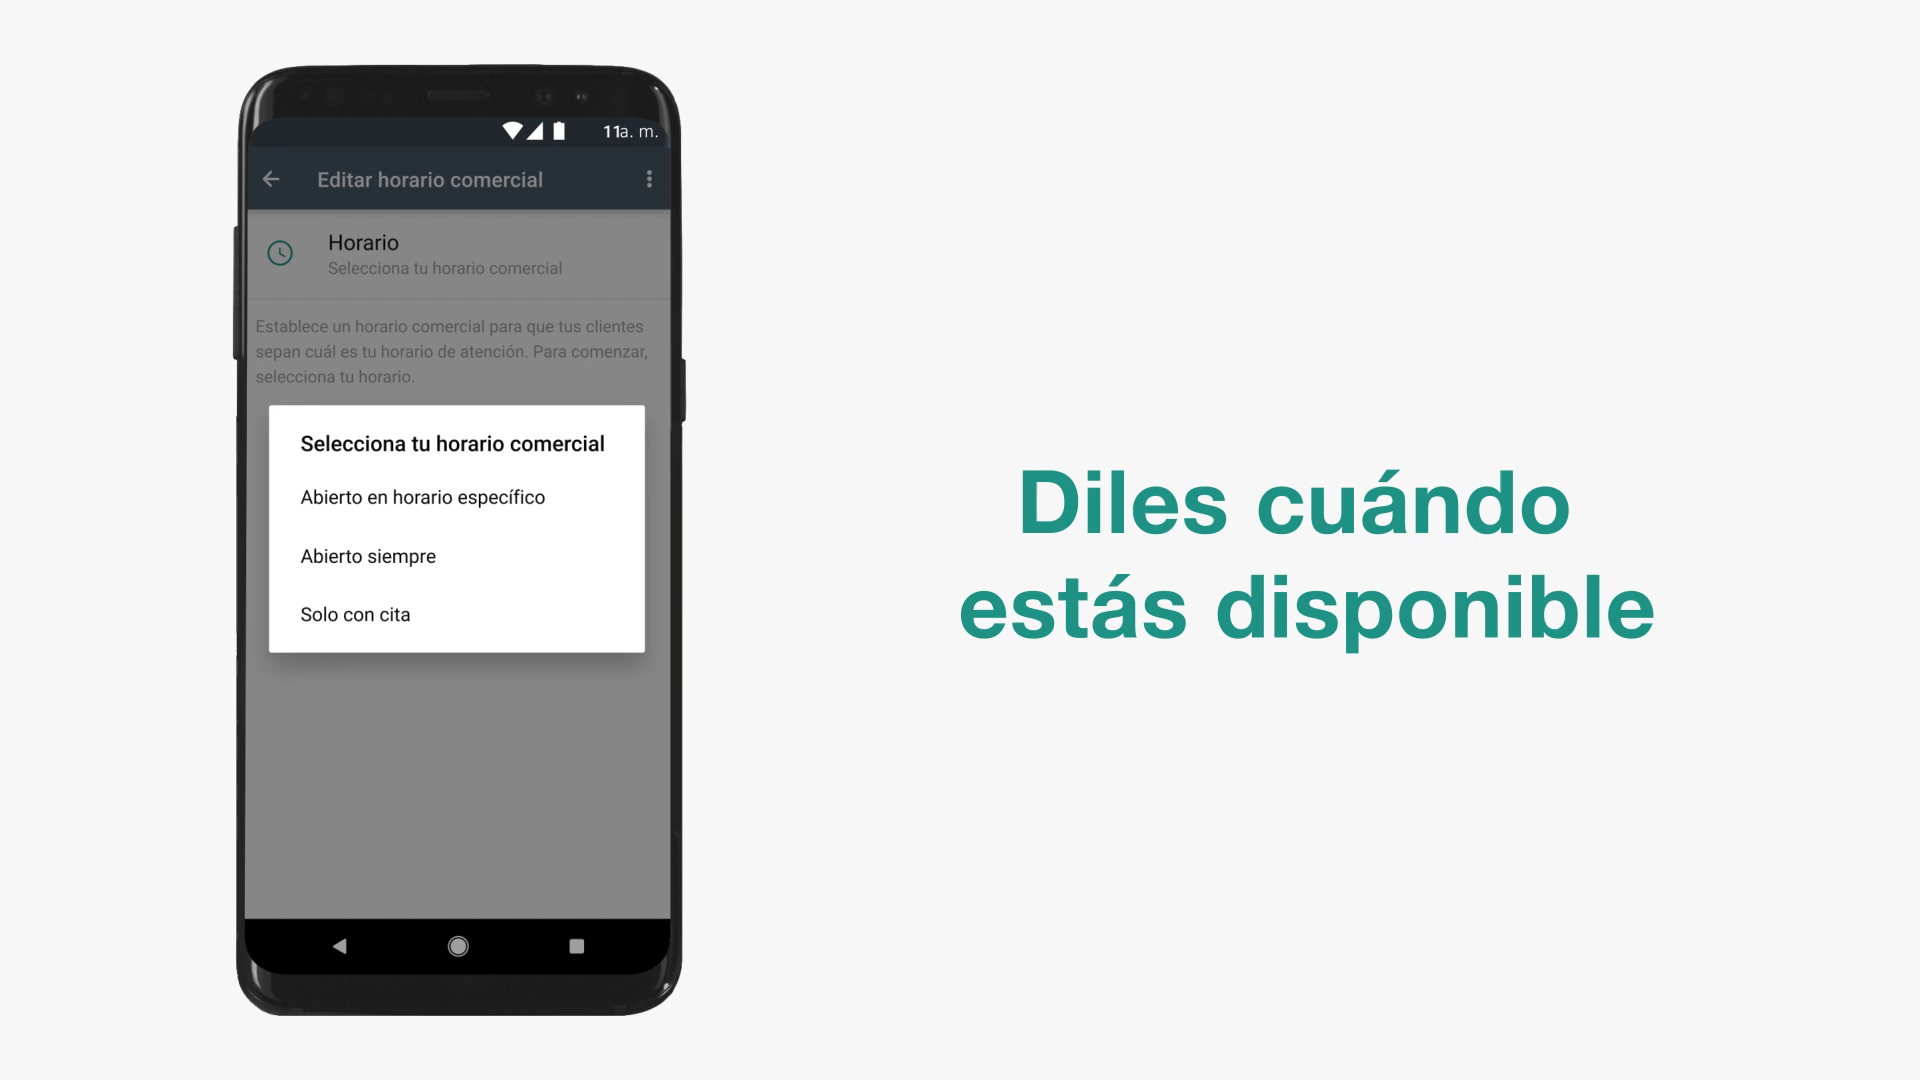 11a. m.
Editar horario comercial
Horario
Selecciona tu horario comercial
Establece un horario comercial para que tus clientes
sepan cuál es tu horario de atención. Para comenzar,
selecciona tu horario.
Selecciona tu horario comercial
Abierto en horario específico
Abierto siempre
Solo con cita
Diles cuándo
estás disponible